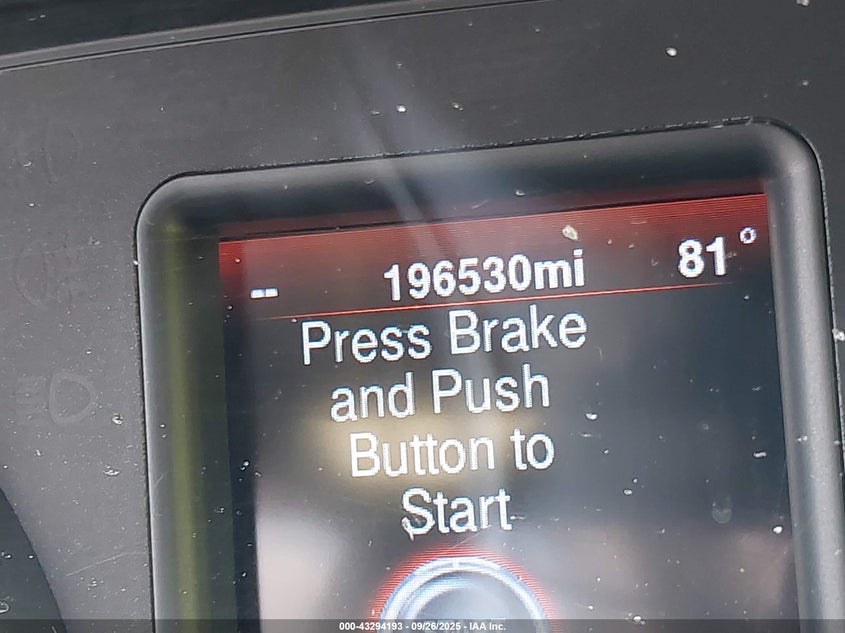 -- 196530mi 81°
Press Brake
and Push
Button to
Start
000-43294193 - 09/26/2025 - IAA Inc.